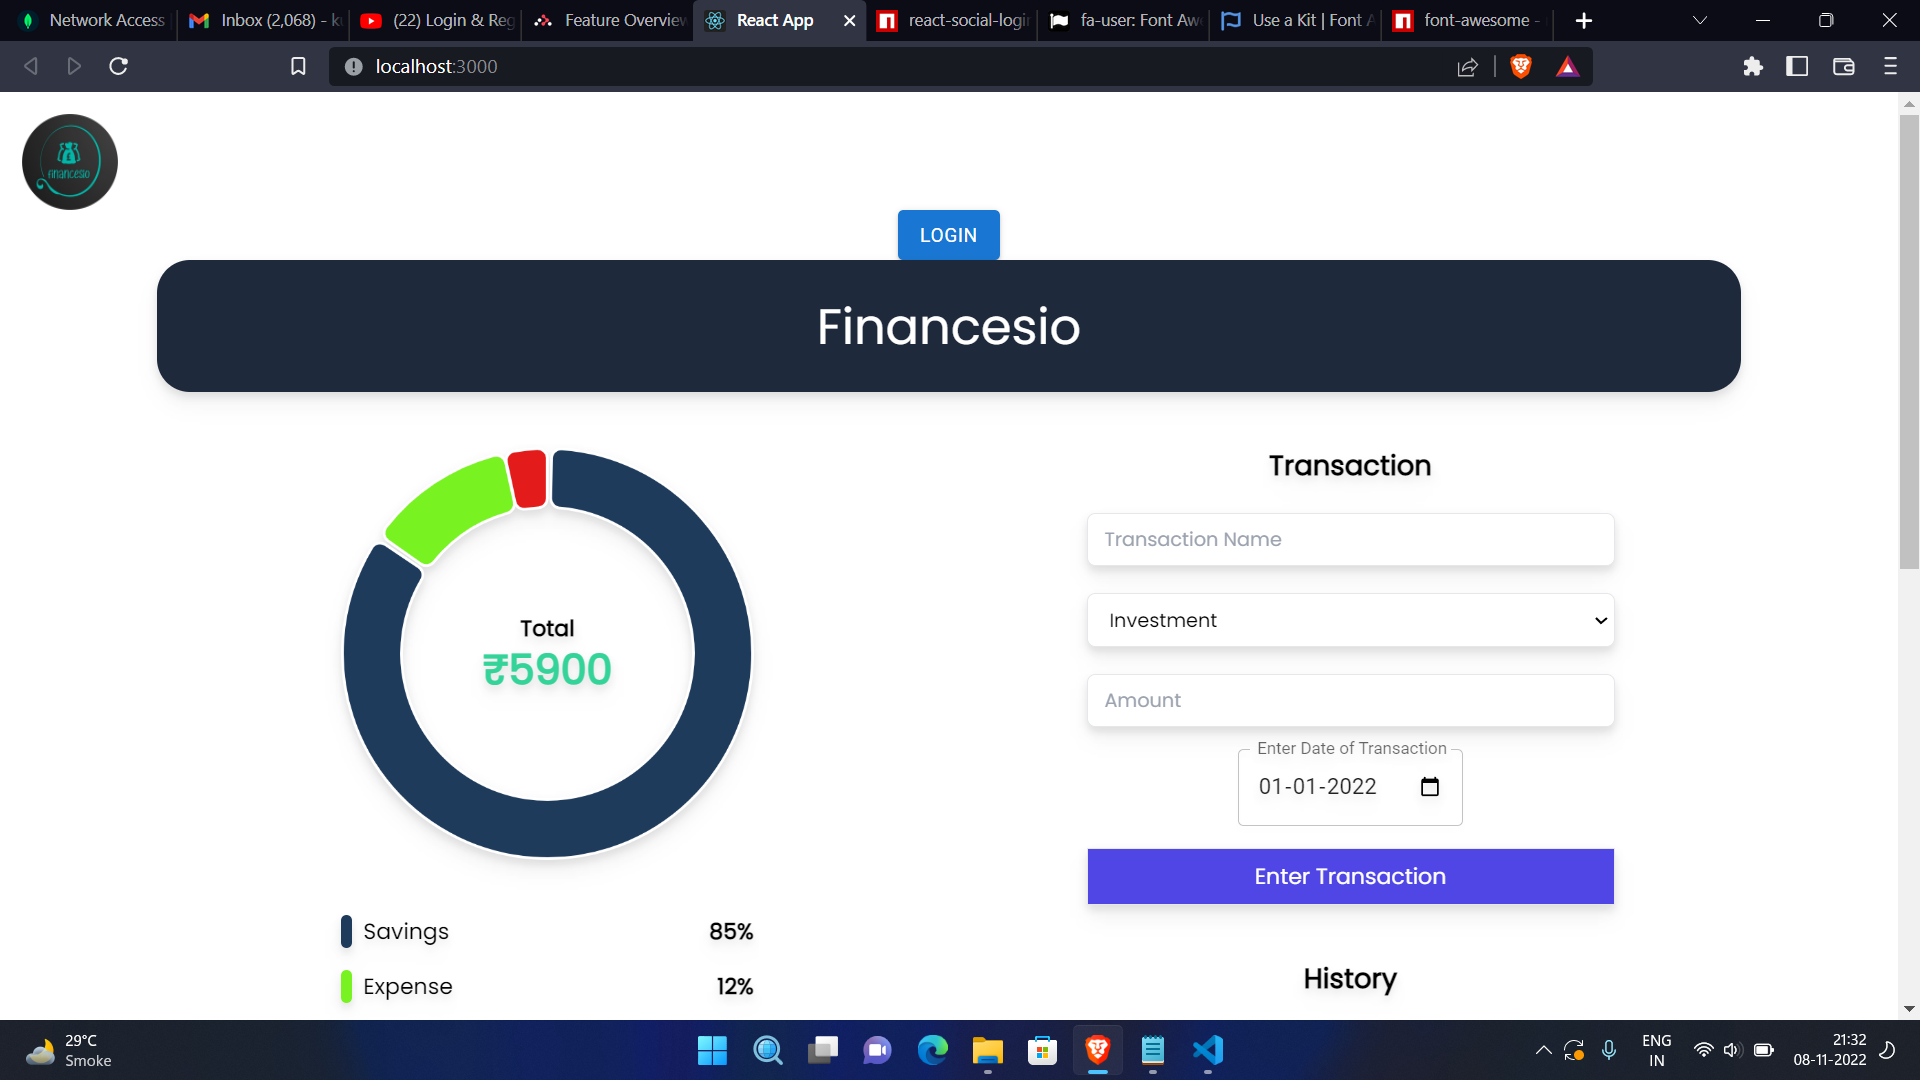 Network Access
Inbox (2,068) - k
(22) Login & Reg
Feature Overview
React App
react-social-login
fa-user: Font Aw
Use a Kit | Font A
font-awesome -
localhost:3000
financesio
LOGIN
Financesio
Total
₹5900
Savings 85%
Expense 12%
Transaction
Transaction Name
Investment
Amount
Enter Date of Transaction
01-01-2022
Enter Transaction
History
29°C
Smoke
ENG
IN
21:32
08-11-2022